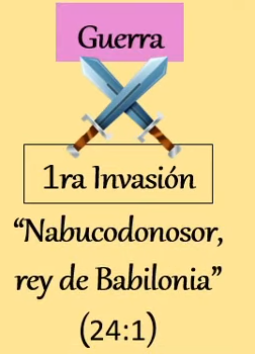 Guerra
1ra Invasión
“Nabucodonosor,
rey de Babilonia”
(24:1)